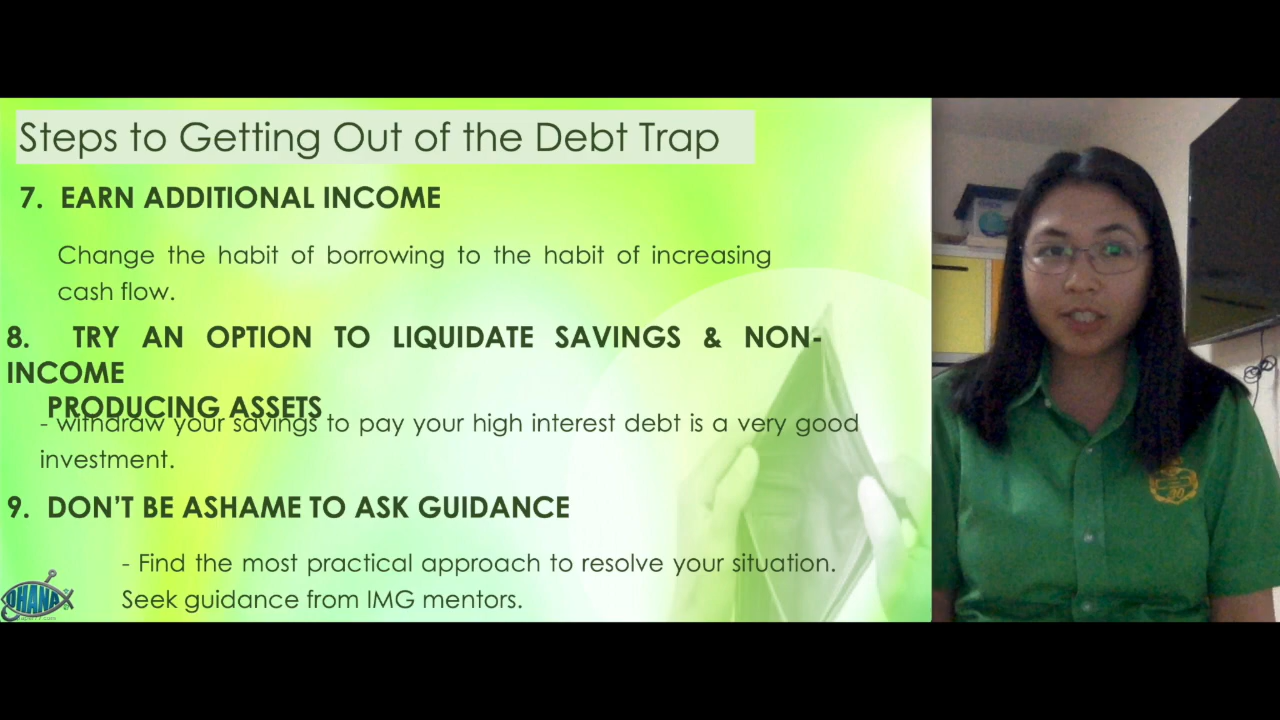 Steps to Getting Out of the Debt Trap
7. EARN ADDITIONAL INCOME
Change the habit of borrowing to the habit of increasing
cash flow.
8. TRY AN OPTION TO LIQUIDATE SAVINGS & NON-
INCOME
PRODUCING ASSETS
- withdraw your savings to pay your high interest debt is a very good
investment.
9. DON’T BE ASHAME TO ASK GUIDANCE
- Find the most practical approach to resolve your situation.
Seek guidance from IMG mentors.
OHANA